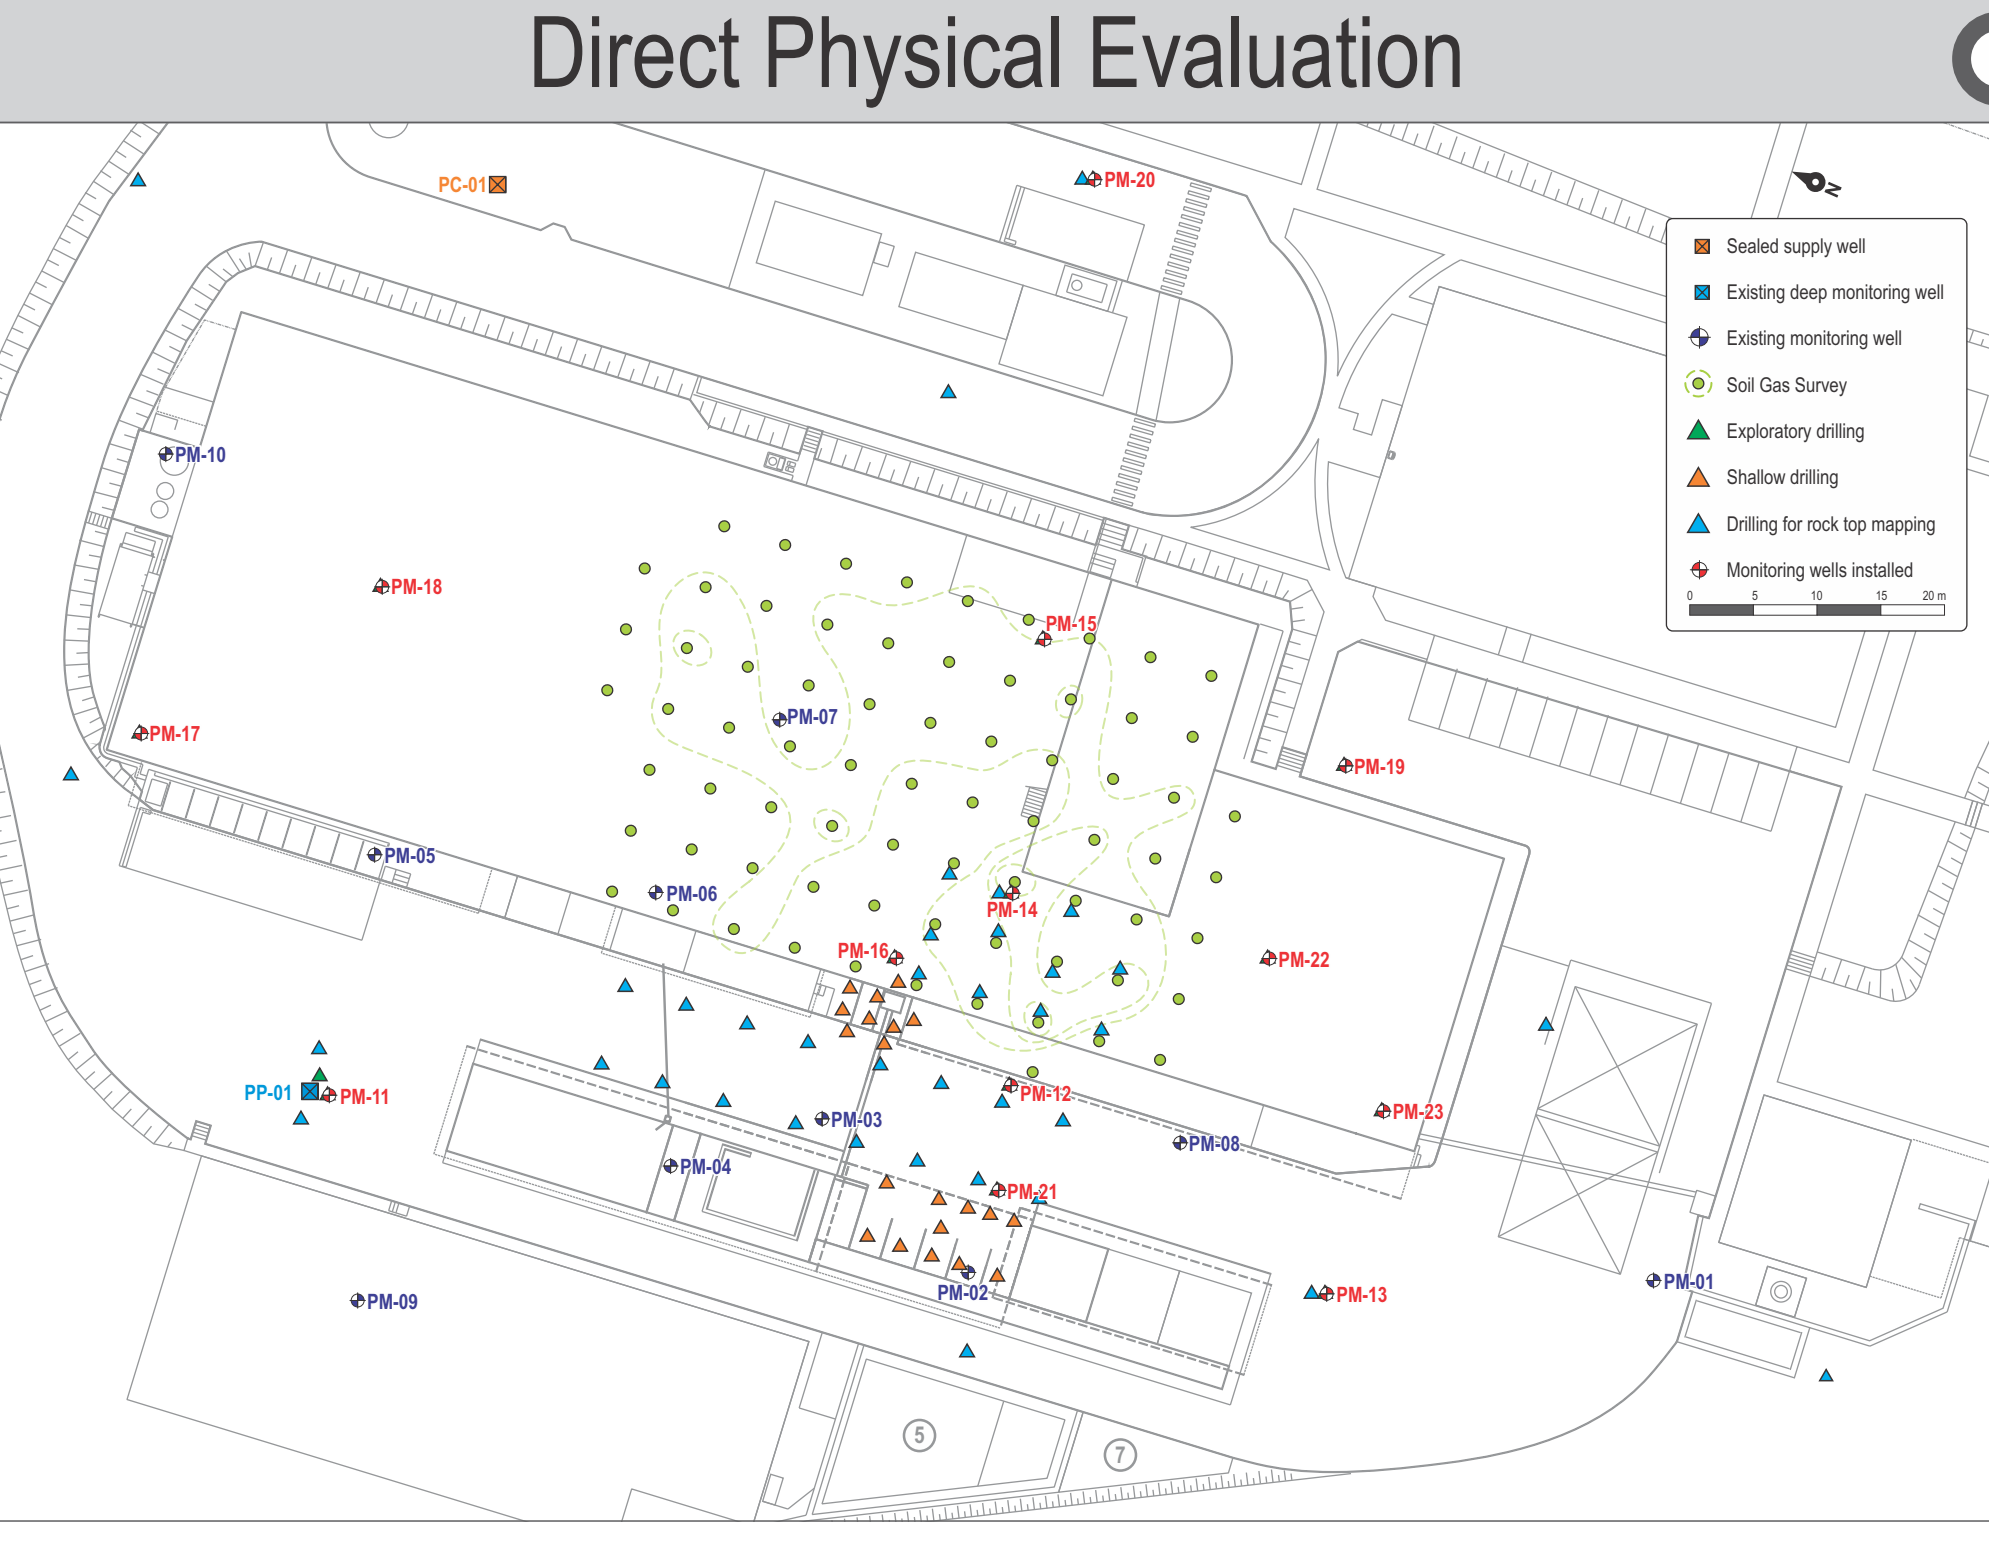 Direct Physical Evaluation
PC-01
PM-20
N
Sealed supply well
Existing deep monitoring well
Existing monitoring well
Soil Gas Survey
Exploratory drilling
Shallow drilling
Drilling for rock top mapping
Monitoring wells installed
0 5 10 15 20 m
PM-10
PM-18
PM-15
PM-07
PM-17
PM-19
PM-05
PM-06
PM-14
PM-16
PM-22
PP-01
PM-11
PM-12
PM-03
PM-23
PM-08
PM-04
PM-21
PM-02
PM-01
PM-13
PM-09
5
7